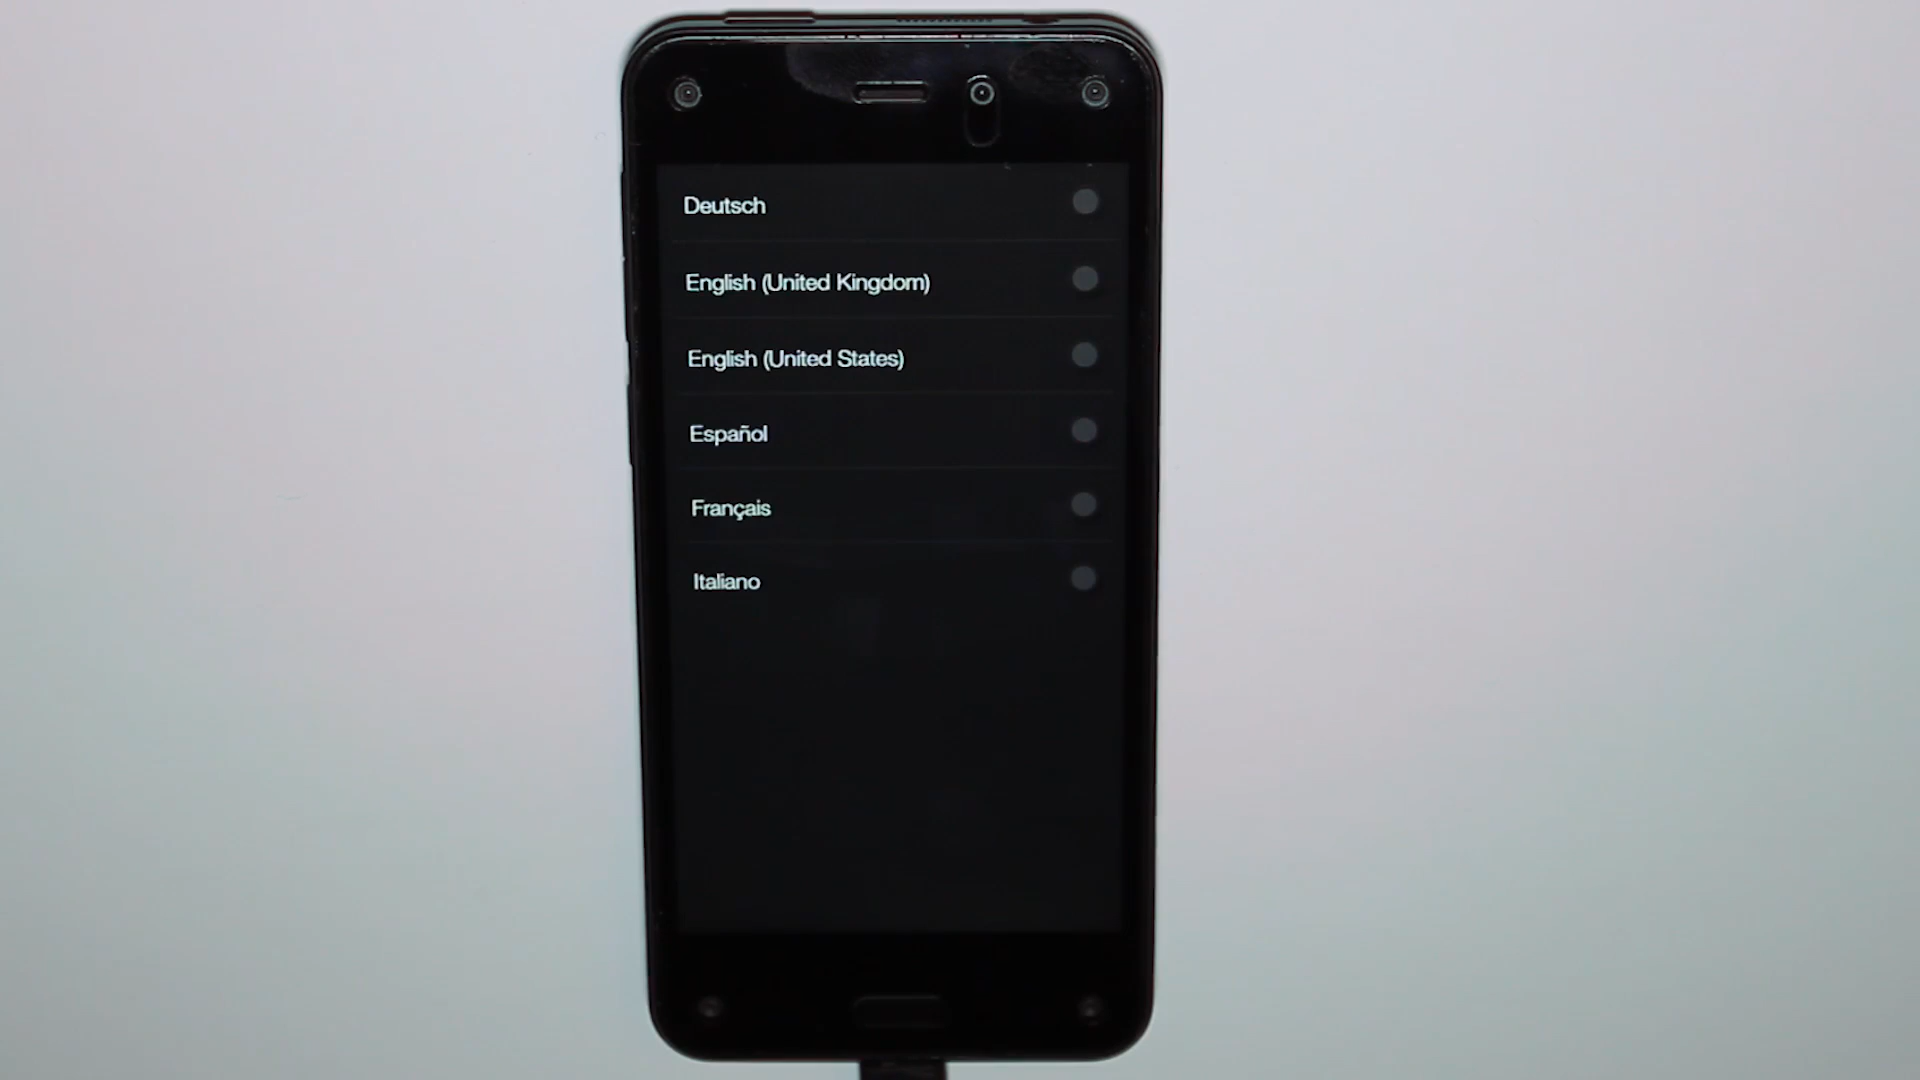 Deutsch
English (United Kingdom)
English (United States)
Español
Français
Italiano